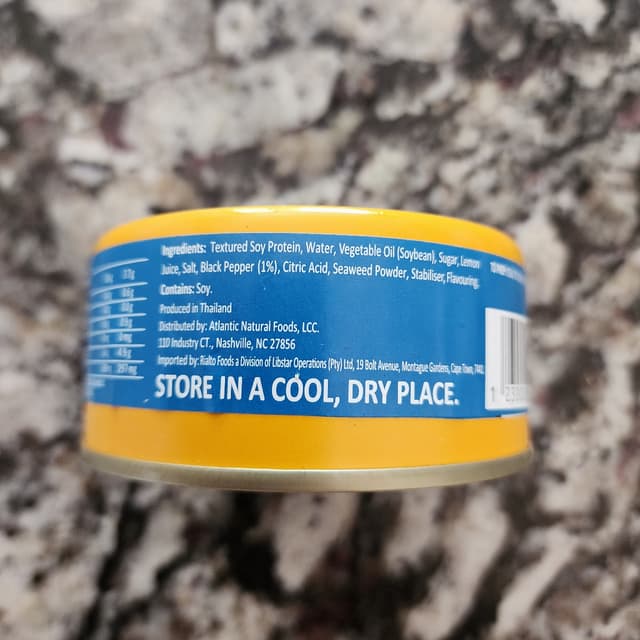 Ingredients: Textured Soy Protein, Water, Vegetable Oil (Soybean), Sugar, Lemon
Juice, Salt, Black Pepper (1%), Citric Acid, Seaweed Powder, Stabiliser, Flavouring.
Contains: Soy.
Produced in Thailand
Distributed by: Atlantic Natural Foods, LCC.
110 Industry CT., Nashville, NC 27856
Imported by: Rialto Foods a Division of Libstar Operations (Pty) Ltd, 19 Bolt Avenue, Montague Gardens, Cape Town, 7441.
STORE IN A COOL, DRY PLACE.